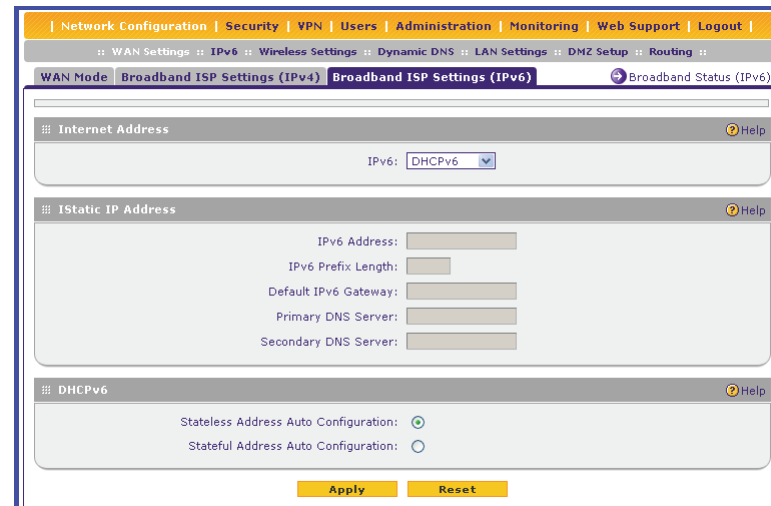 | Network Configuration | Security | VPN | Users | Administration | Monitoring | Web Support | Logout |
:: WAN Settings :: IPv6 :: Wireless Settings :: Dynamic DNS :: LAN Settings :: DMZ Setup :: Routing ::
WAN Mode Broadband ISP Settings (IPv4) Broadband ISP Settings (IPv6) Broadband Status (IPv6)
Internet Address ? Help
IPv6: DHCPv6
IStatic IP Address ? Help
IPv6 Address:
IPv6 Prefix Length:
Default IPv6 Gateway:
Primary DNS Server:
Secondary DNS Server:
DHCPv6 ? Help
Stateless Address Auto Configuration:
Stateful Address Auto Configuration:
Apply Reset